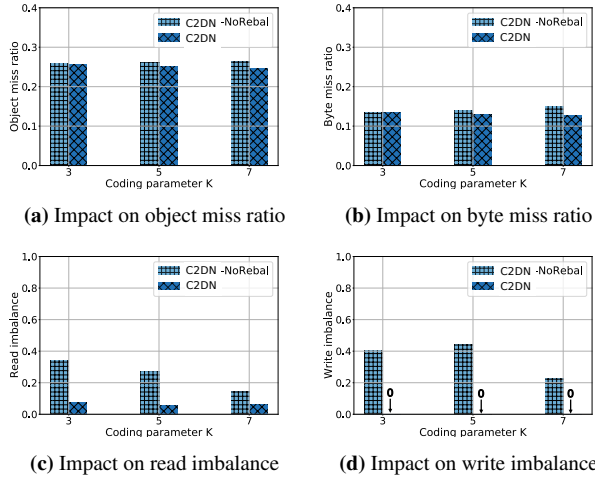 0.4
0.3
0.2
0.1
0.0
Object miss ratio
C2DN -NoRebal
C2DN
3
5
7
Coding parameter K
(a) Impact on object miss ratio
0.4
0.3
0.2
0.1
0.0
Byte miss ratio
C2DN -NoRebal
C2DN
3
5
7
Coding parameter K
(b) Impact on byte miss ratio
1.0
0.8
0.6
0.4
0.2
0.0
Read imbalance
C2DN -NoRebal
C2DN
3
5
7
Coding parameter K
(c) Impact on read imbalance
1.0
0.8
0.6
0.4
0.2
0.0
Write imbalance
C2DN -NoRebal
C2DN
0
0
0
3
5
7
Coding parameter K
(d) Impact on write imbalance